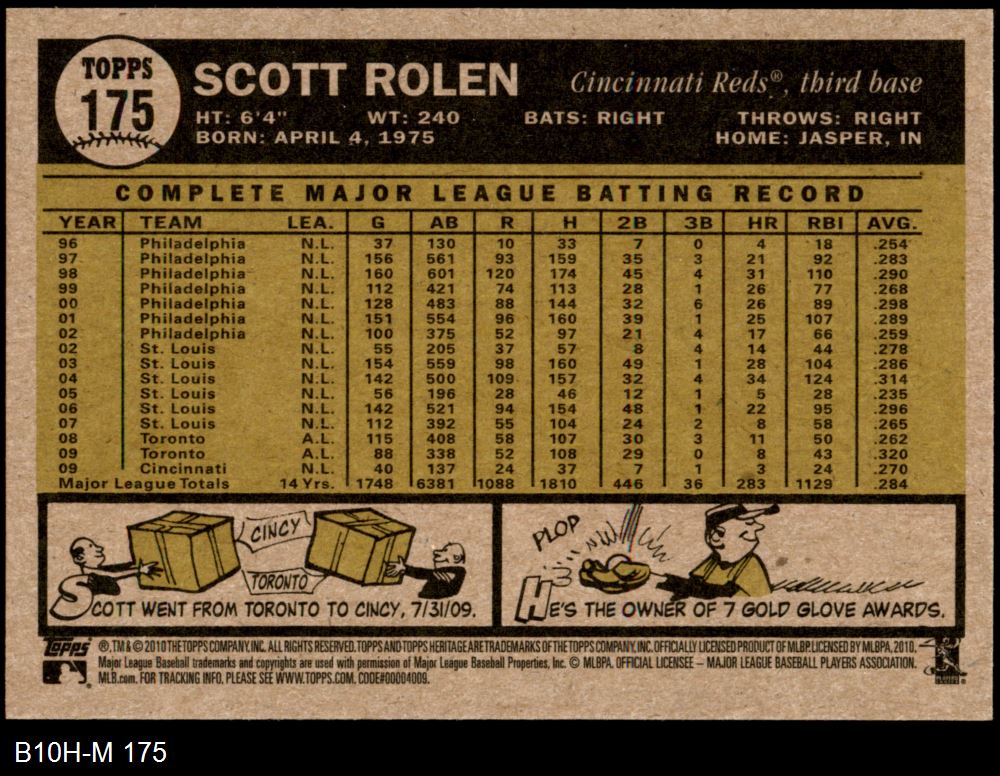 TOPPS
175
SCOTT ROLEN
Cincinnati Reds®, third base
HT: 6'4" WT: 240 BATS: RIGHT THROWS: RIGHT
BORN: APRIL 4, 1975 HOME: JASPER, IN
COMPLETE MAJOR LEAGUE BATTING RECORD
YEAR TEAM LEA. G AB R H 2B 3B HR RBI AVG.
96 Philadelphia N.L. 37 130 10 33 7 0 4 18 .254
97 Philadelphia N.L. 156 561 93 159 35 3 21 92 .283
98 Philadelphia N.L. 160 601 120 174 45 4 31 110 .290
99 Philadelphia N.L. 112 421 74 113 28 1 26 77 .268
00 Philadelphia N.L. 128 483 88 144 32 6 26 89 .298
01 Philadelphia N.L. 151 554 96 160 39 1 25 107 .289
02 Philadelphia N.L. 100 375 52 97 21 4 17 66 .259
02 St. Louis N.L. 55 205 37 57 8 4 14 44 .278
03 St. Louis N.L. 154 559 98 160 49 1 28 104 .286
04 St. Louis N.L. 142 500 109 157 32 4 34 124 .314
05 St. Louis N.L. 56 196 28 46 12 1 5 28 .235
06 St. Louis N.L. 142 521 94 154 48 1 22 95 .296
07 St. Louis N.L. 112 392 55 104 24 2 8 58 .265
08 Toronto A.L. 115 408 58 107 30 3 11 50 .262
09 Toronto A.L. 88 338 52 108 29 0 8 43 .320
09 Cincinnati N.L. 40 137 24 37 7 1 3 24 .270
Major League Totals 14 Yrs. 1748 6381 1088 1810 446 36 283 1129 .284
CINCY
TORONTO
SCOTT WENT FROM TORONTO TO CINCY, 7/31/09.
PLOP
HE'S THE OWNER OF 7 GOLD GLOVE AWARDS.
Topps
®, TM & © 2010 THE TOPPS COMPANY, INC. ALL RIGHTS RESERVED. TOPPS AND TOPPS HERITAGE ARE TRADEMARKS OF THE TOPPS COMPANY, INC. OFFICIALLY LICENSED PRODUCT OF MLBP. LICENSED BY MLBPA, 2010.
Major League Baseball trademarks and copyrights are used with permission of Major League Baseball Properties, Inc. © MLBPA. OFFICIAL LICENSEE – MAJOR LEAGUE BASEBALL PLAYERS ASSOCIATION.
MLB.com. FOR TRACKING INFO, PLEASE SEE WWW.TOPPS.COM. CODE#00004009.
B10H-M 175